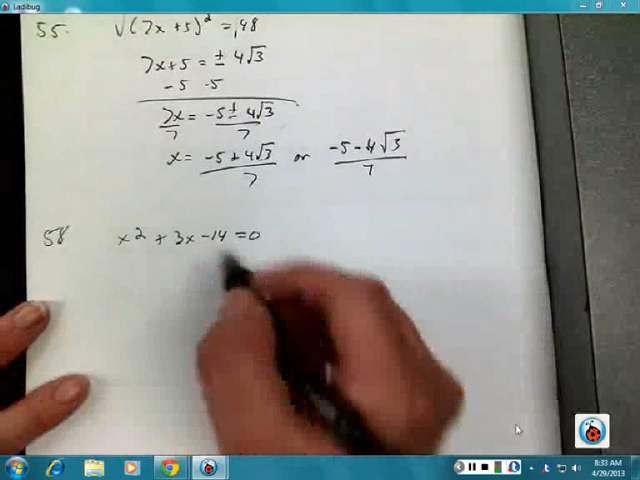 Ladibug
55. √(7x+5)² = √48
7x+5 = ± 4√3
-5 -5
7x = -5 ± 4√3
7 7
x = -5 + 4√3 or -5 - 4√3
7 7
58 x² + 3x - 14 = 0
8:33 AM
4/29/2013